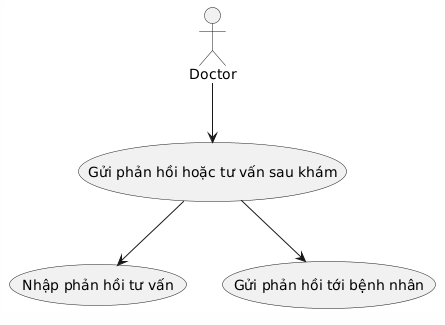 Doctor
Gửi phản hồi hoặc tư vấn sau khám
Nhập phản hồi tư vấn
Gửi phản hồi tới bệnh nhân